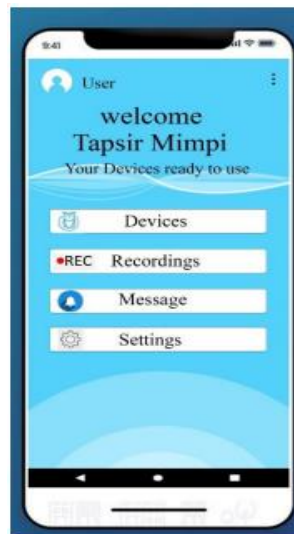 9:41
User
welcome
Tapsir Mimpi
Your Devices ready to use
Devices
REC Recordings
Message
Settings